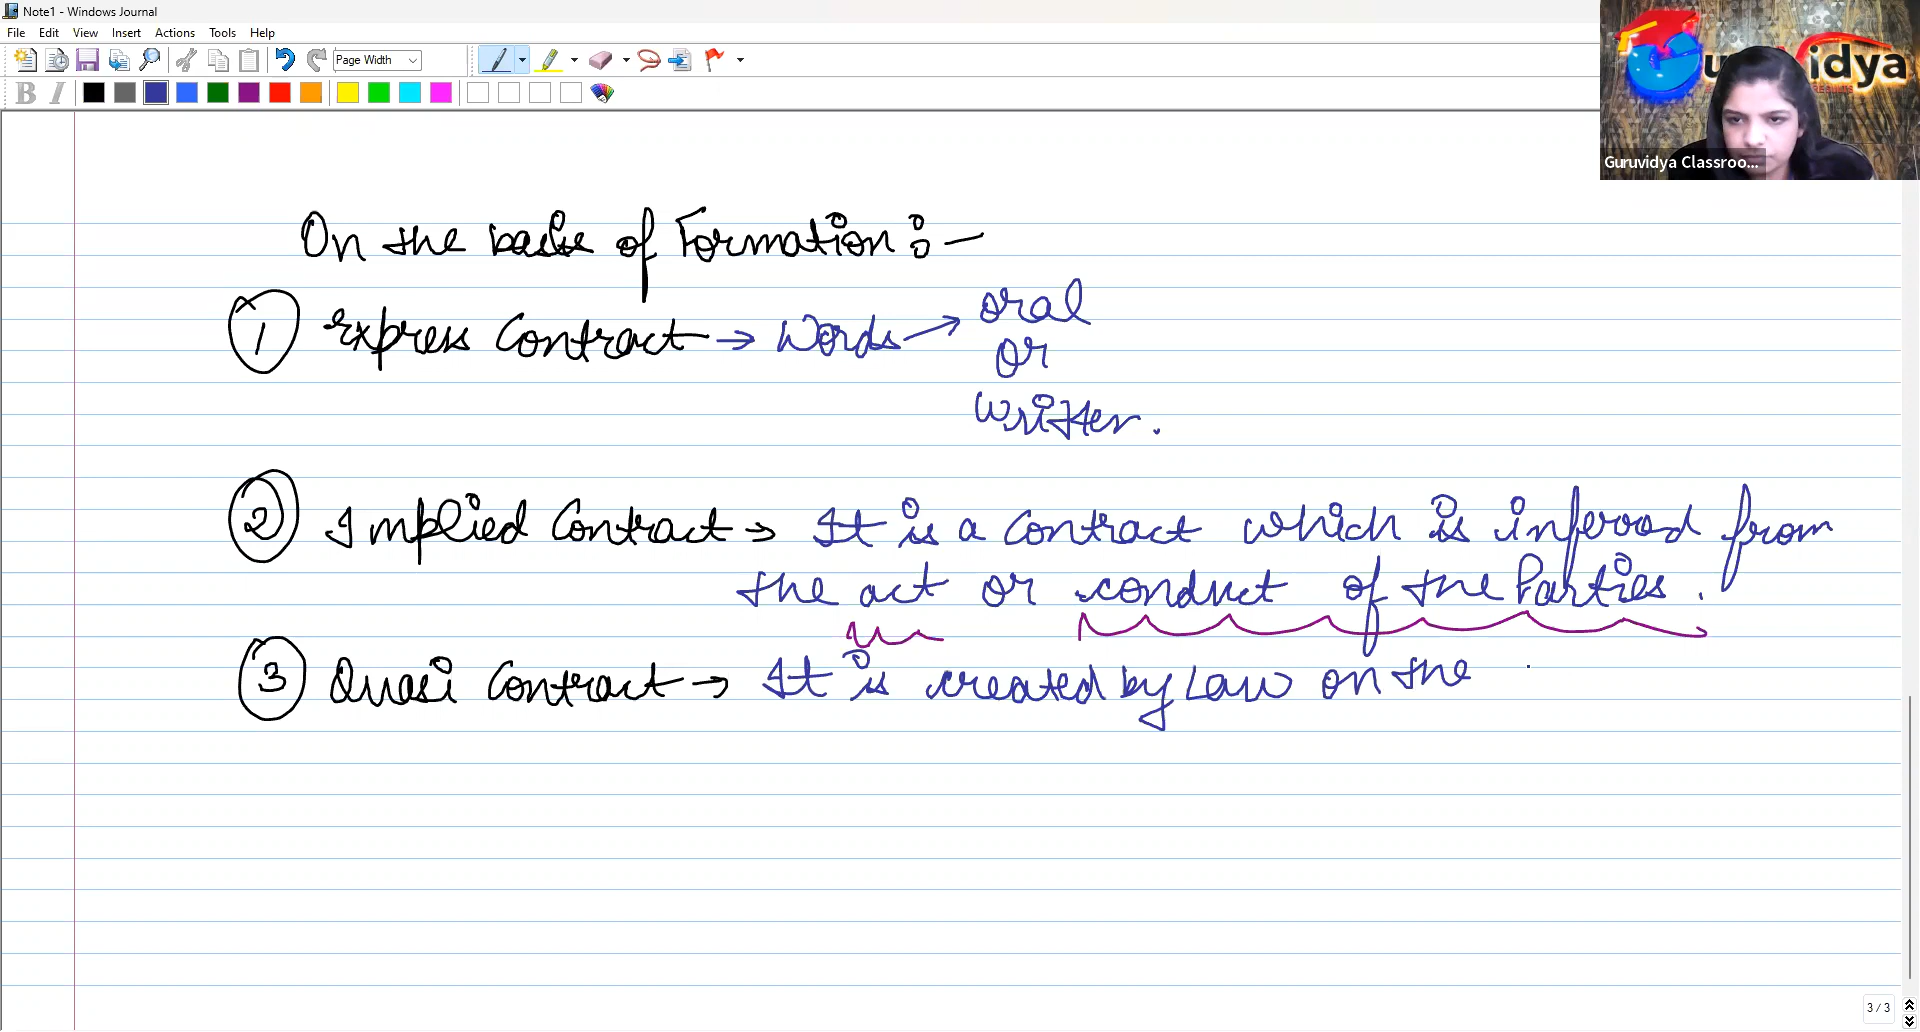 Note1 - Windows Journal
File Edit View Insert Actions Tools Help
Page Width
B I
Guruvidya
Guruvidya Classroo...
On the basis of Formation :-
1 Express Contract → Words → oral
or
written.
2 Implied Contract → It is a contract which is inferred from
the act or conduct of the Parties.
3 Quasi Contract → It is created by Law on the
3 / 3